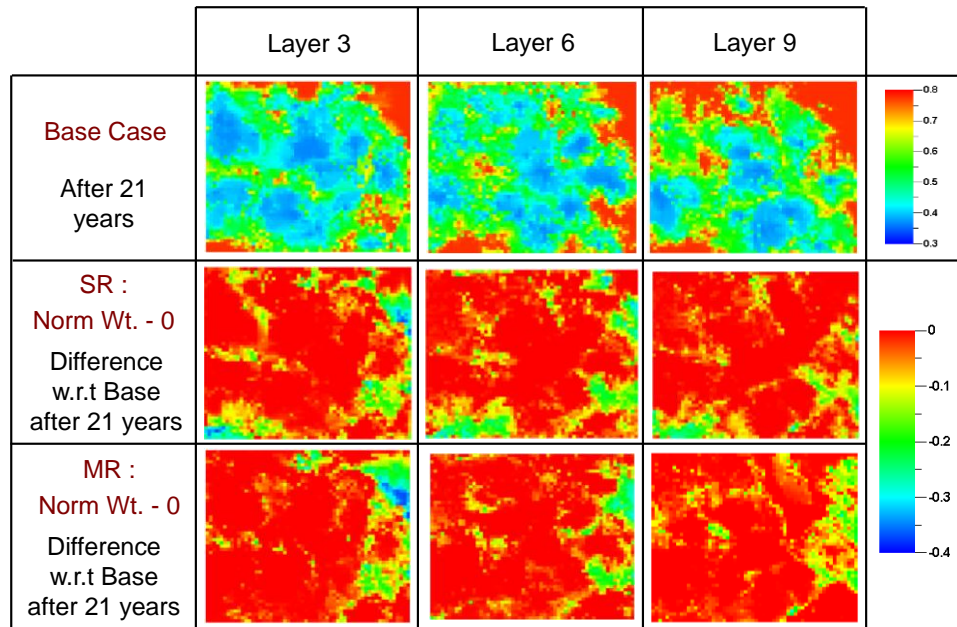 Layer 3
Layer 6
Layer 9
Base Case
After 21
years
0.8
0.7
0.6
0.5
0.4
0.3
SR :
Norm Wt. - 0
Difference
w.r.t Base
after 21 years
0
-0.1
-0.2
-0.3
-0.4
MR :
Norm Wt. - 0
Difference
w.r.t Base
after 21 years